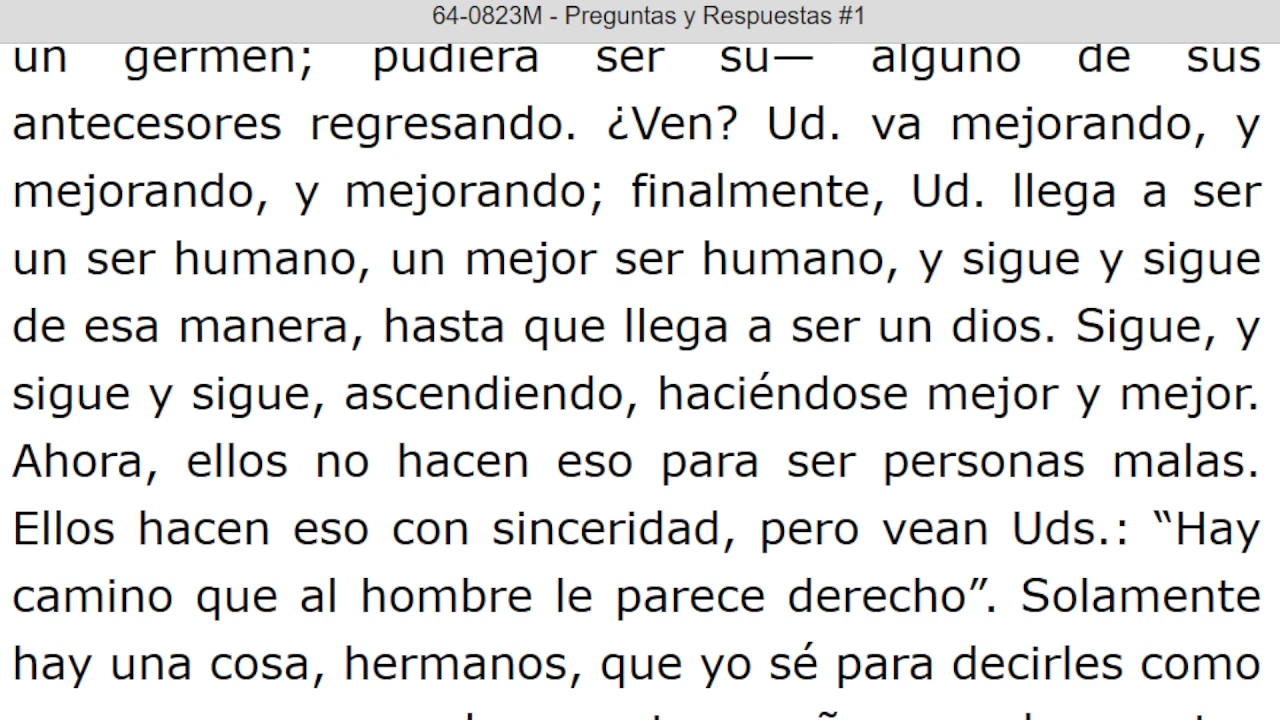 64-0823M - Preguntas y Respuestas #1
un germen; pudiera ser su— alguno de sus
antecesores regresando. ¿Ven? Ud. va mejorando, y
mejorando, y mejorando; finalmente, Ud. llega a ser
un ser humano, un mejor ser humano, y sigue y sigue
de esa manera, hasta que llega a ser un dios. Sigue, y
sigue y sigue, ascendiendo, haciéndose mejor y mejor.
Ahora, ellos no hacen eso para ser personas malas.
Ellos hacen eso con sinceridad, pero vean Uds.: “Hay
camino que al hombre le parece derecho”. Solamente
hay una cosa, hermanos, que yo sé para decirles como